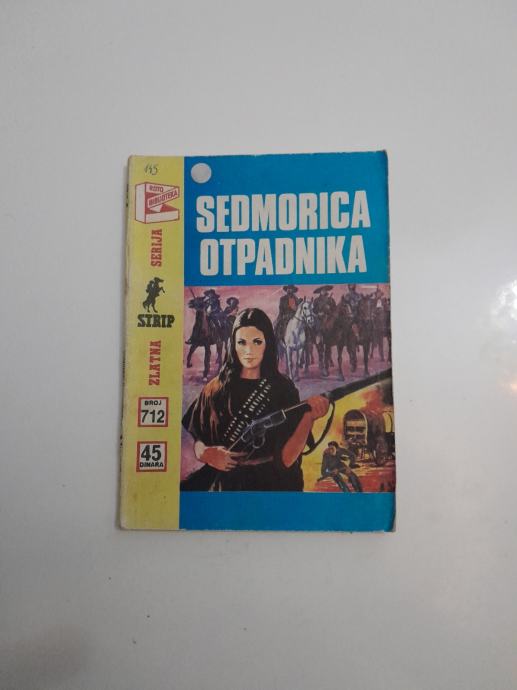 145
ROTO
BIBLIOTEKA
ZLATNA STRIP SERIJA
BROJ
712
45
DINARA
SEDMORICA
OTPADNIKA